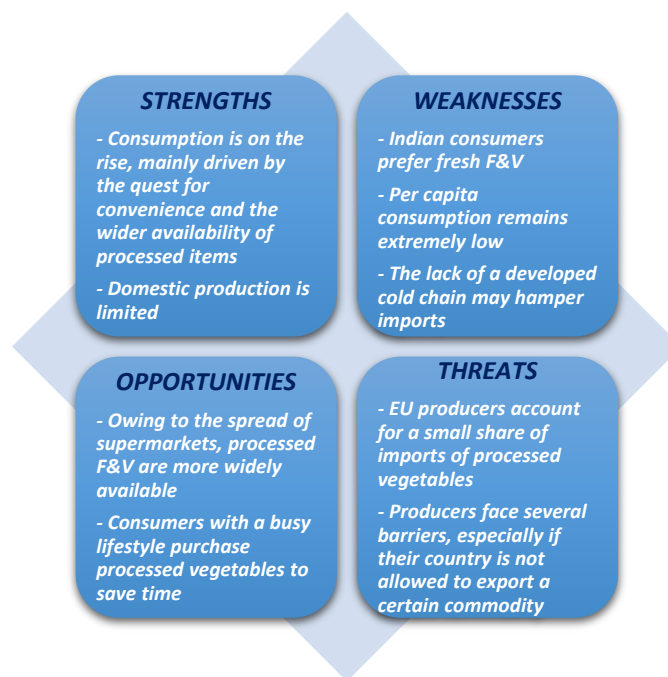 STRENGTHS
- Consumption is on the
rise, mainly driven by
the quest for
convenience and the
wider availability of
processed items
- Domestic production is
limited
WEAKNESSES
- Indian consumers
prefer fresh F&V
- Per capita
consumption remains
extremely low
- The lack of a developed
cold chain may hamper
imports
OPPORTUNITIES
- Owing to the spread of
supermarkets, processed
F&V are more widely
available
- Consumers with a busy
lifestyle purchase
processed vegetables to
save time
THREATS
- EU producers account
for a small share of
imports of processed
vegetables
- Producers face several
barriers, especially if
their country is not
allowed to export a
certain commodity